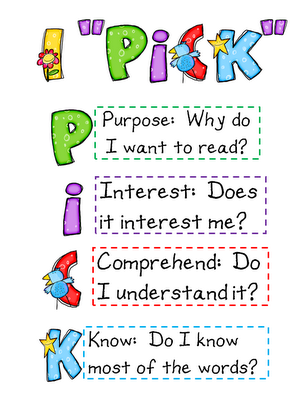 I "PicK"
P
Purpose: Why do
I want to read?
i
Interest: Does
it interest me?
C
Comprehend: Do
I understand it?
K
Know: Do I know
most of the words?